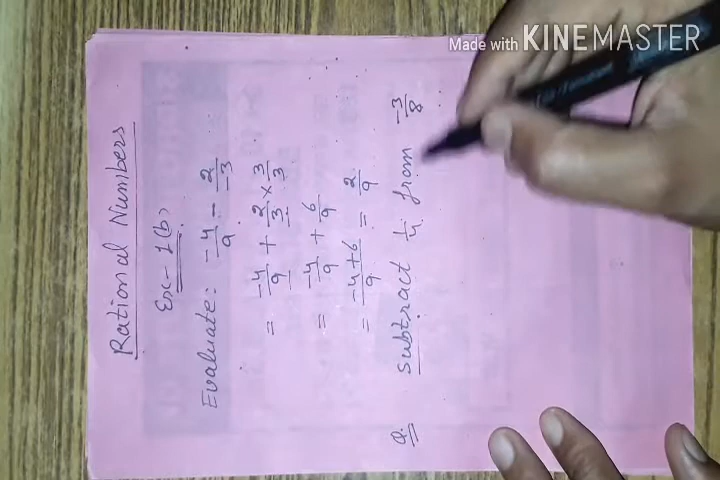 Made with KINEMASTER
Rational Numbers
Exc- 1(b)
Evaluate: -4/9 - 2/-3
= -4/9 + 2/3 × 3/3
= -4/9 + 6/9
= -4+6/9 = 2/9
Q. Subtract 1/4 from -3/8